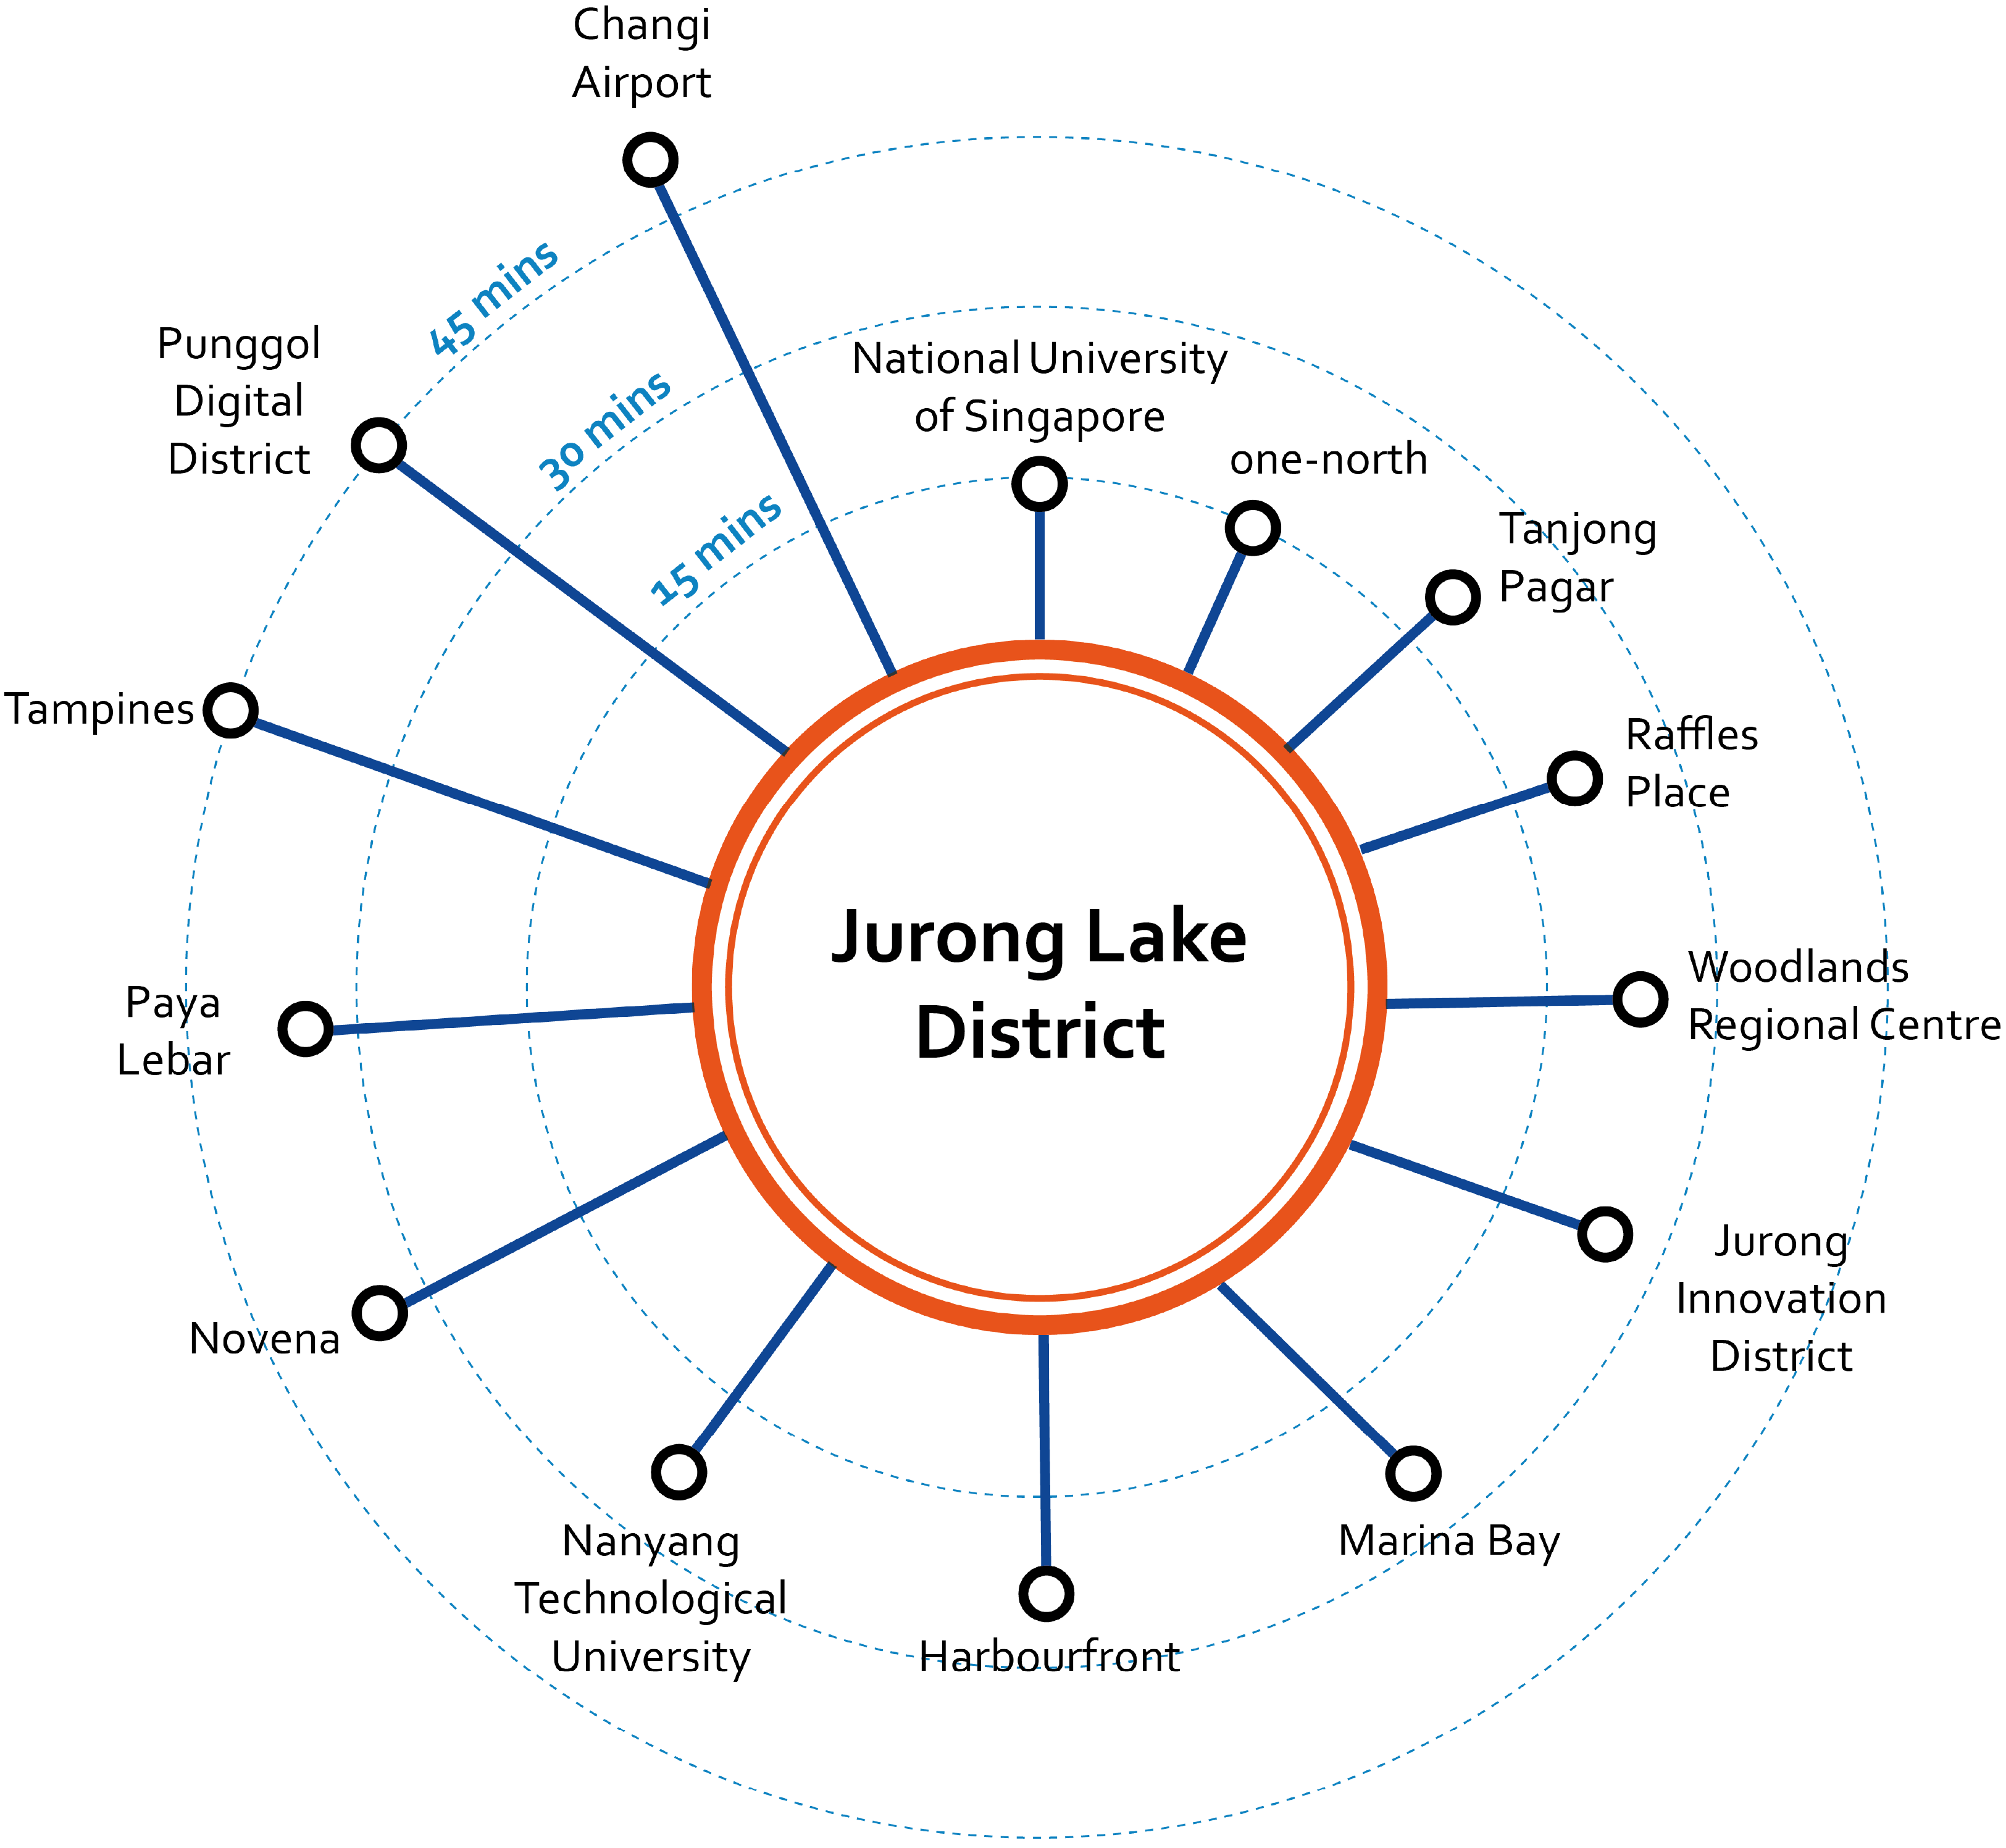 Changi
Airport
45 mins
Punggol
Digital
District
30 mins
National University
of Singapore
one-north
15 mins
Tanjong
Pagar
Tampines
Raffles
Place
Jurong Lake
District
Woodlands
Regional Centre
Paya
Lebar
Jurong
Innovation
District
Novena
Nanyang
Technological
University
Harbourfront
Marina Bay